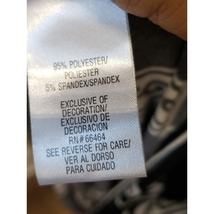 95% POLYESTER/
POLIESTER
5% SPANDEX/SPANDEX
EXCLUSIVE OF
DECORATION/
EXCLUSIVO DE
DECORACION
RN# 66464
SEE REVERSE FOR CARE/
VER AL DORSO
PARA CUIDADO